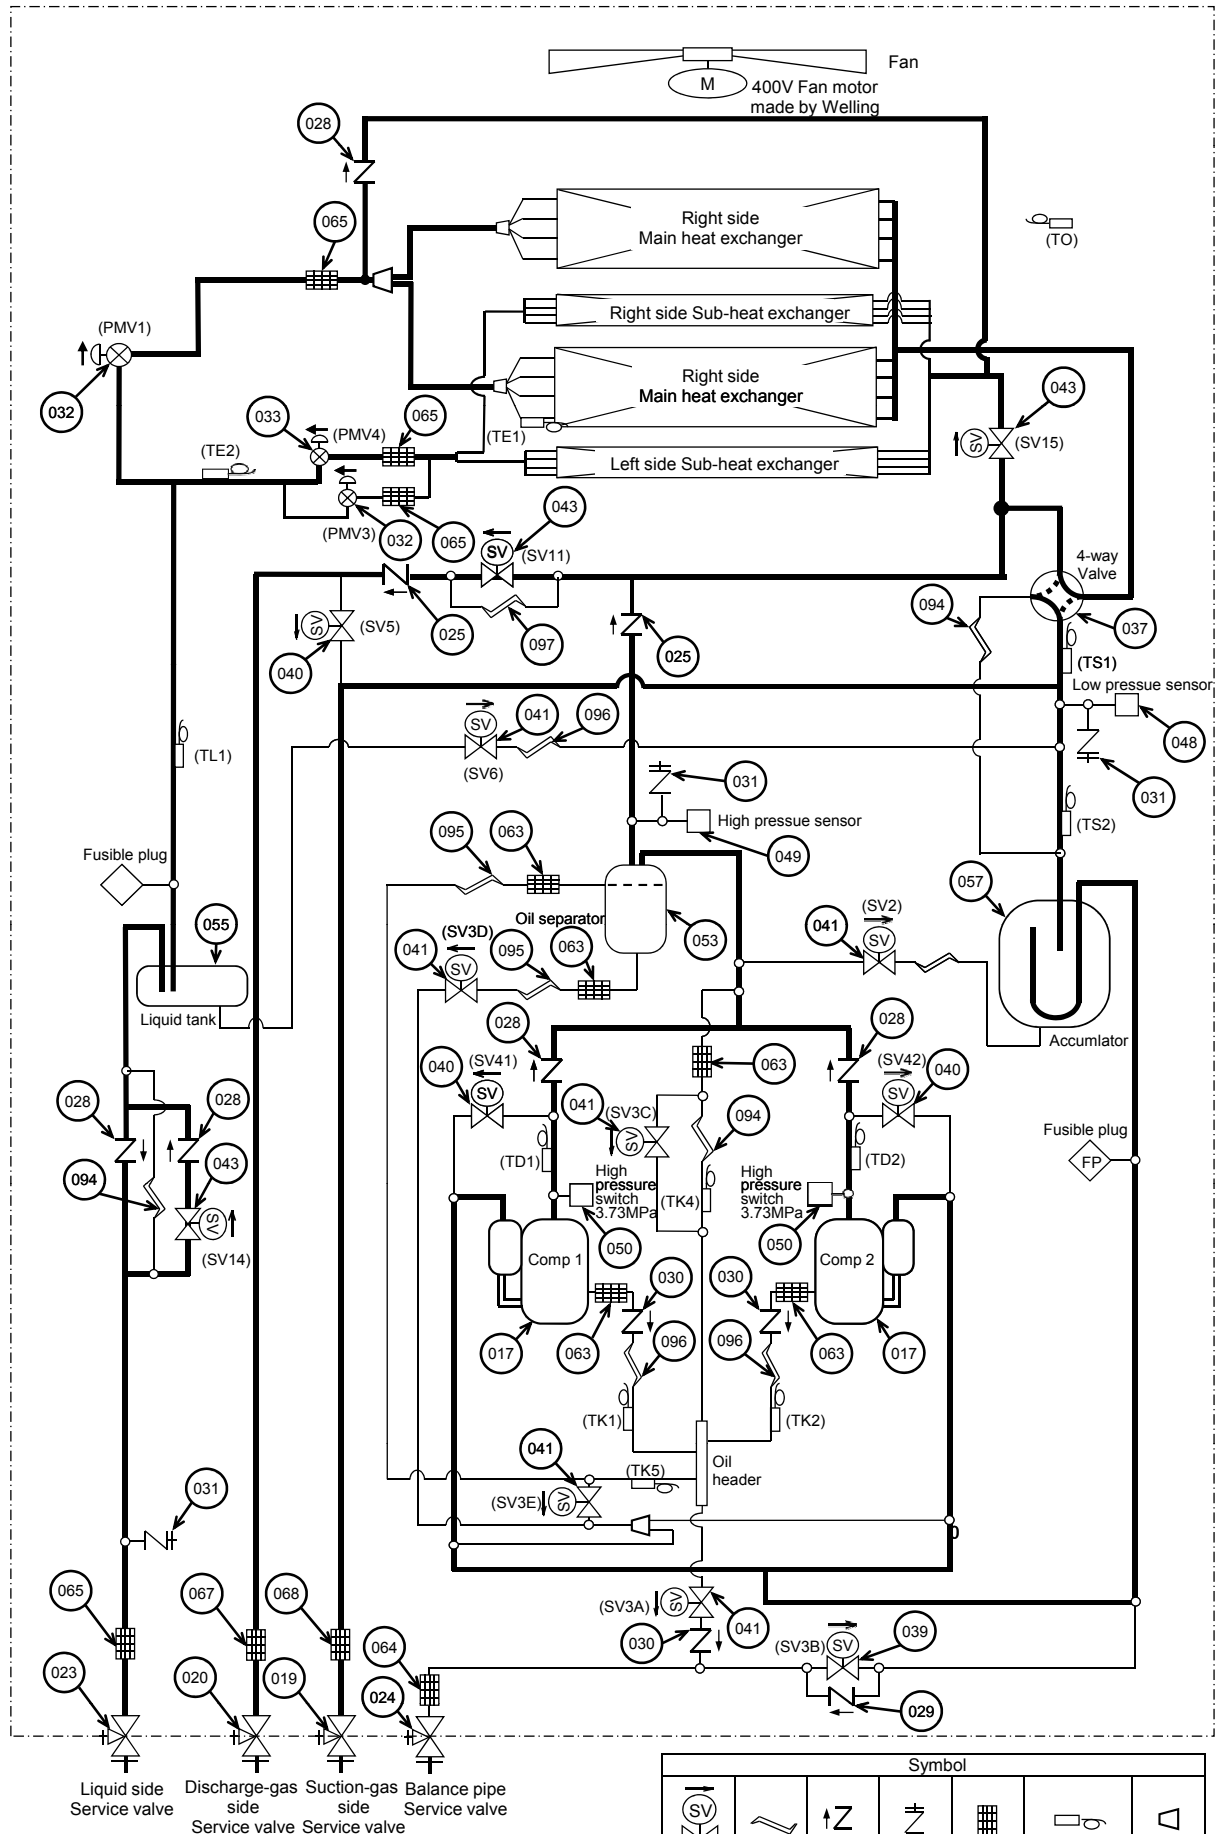 Fan
M
400V Fan motor
made by Welling
028
065
Right side
Main heat exchanger
(TO)
Right side Sub-heat exchanger
(PMV1)
032
Right side
Main heat exchanger
043
SV
(SV15)
033
(PMV4)
065
(TE1)
(TE2)
Left side Sub-heat exchanger
(PMV3)
032
065
043
SV
(SV11)
4-way
Valve
094
037
SV
(SV5)
040
025
097
025
(TS1)
Low pressue sensor
048
031
041
096
SV
(SV6)
(TL1)
031
High pressue sensor
049
(TS2)
095
063
Fusible plug
055
Liquid tank
Oil separator
053
057
(SV2)
041
SV
Accumlator
(SV3D)
041
SV
095
063
028
028
(SV41)
040
SV
063
(SV42)
040
SV
041
(SV3C)
SV
094
028
028
094
043
SV
(SV14)
(TD1)
High
pressure
switch
3.73MPa
(TK4)
High
pressure
switch
3.73MPa
(TD2)
Fusible plug
FP
050
050
Comp 1
Comp 2
030
030
017
063
096
096
063
017
(TK1)
(TK2)
041
(TK5)
Oil
header
(SV3E)
SV
031
065
067
068
(SV3A)
SV
041
030
(SV3B)
SV
039
064
029
023
020
019
024
Liquid side
Service valve
Discharge-gas
side
Service valve
Suction-gas
side
Service valve
Balance pipe
Service valve
Symbol
SV